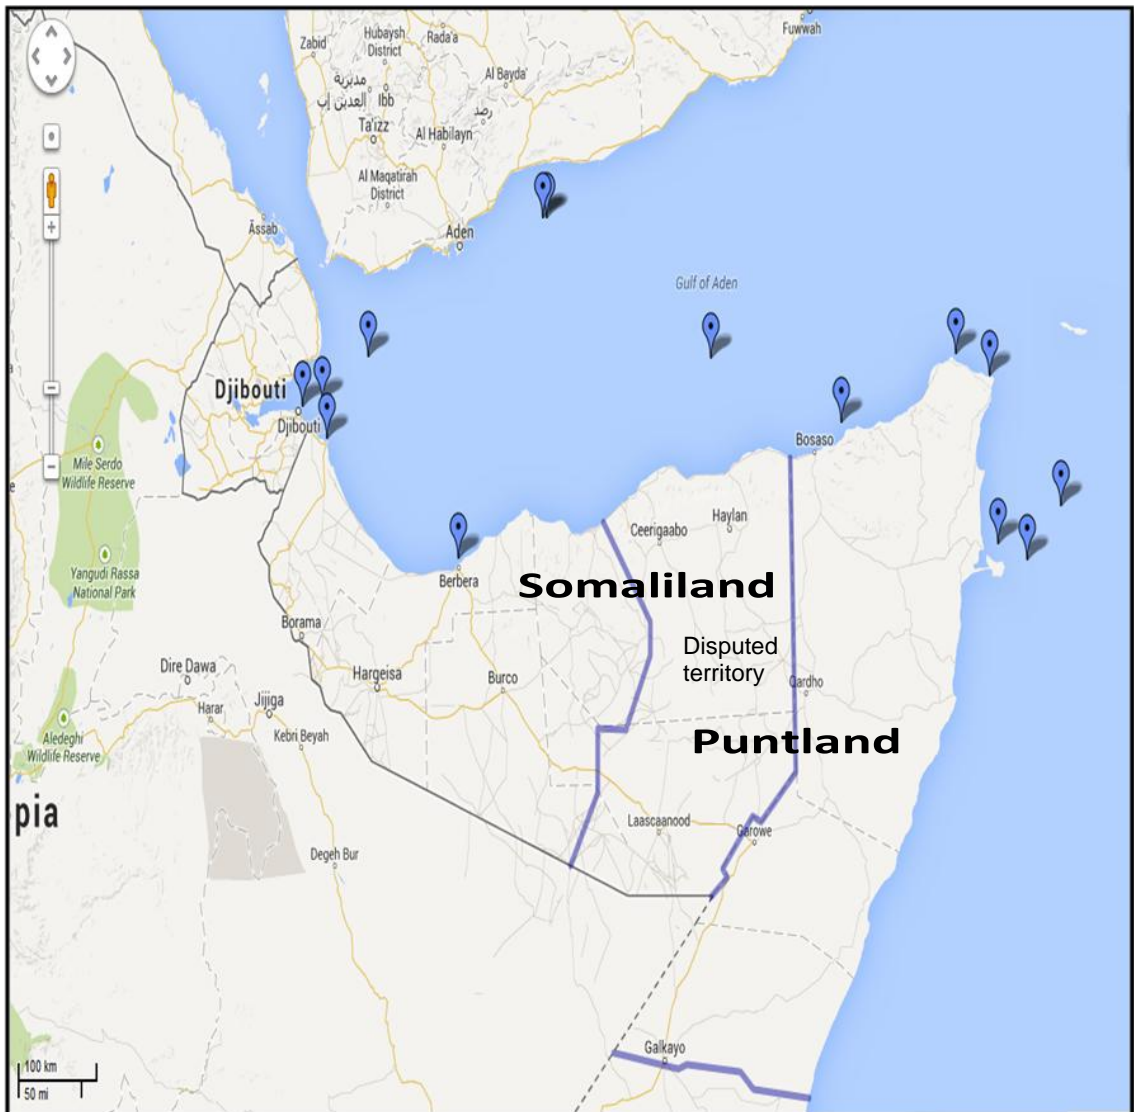 Fuwwah
Zabid
Hubaysh
District
Rada'a
Al Bayda'
مديرية
العدين إب
Ibb
رصد
Ta'izz
Al Habilayn
Al Maqatirah
District
Āssab
Aden
Gulf of Aden
Djibouti
Djibouti
Bosaso
Mile Serdo
Wildlife Reserve
Haylan
Ceerigaabo
Yangudi Rassa
National Park
Berbera
Somaliland
Borama
Disputed
territory
Dire Dawa
Hargeisa
Burco
Qardho
Jijiga
Harar
Aledeghi
Wildlife Reserve
Kebri Beyah
Puntland
pia
Laascaanood
Garowe
Degeh Bur
Galkayo
100 km
50 mi